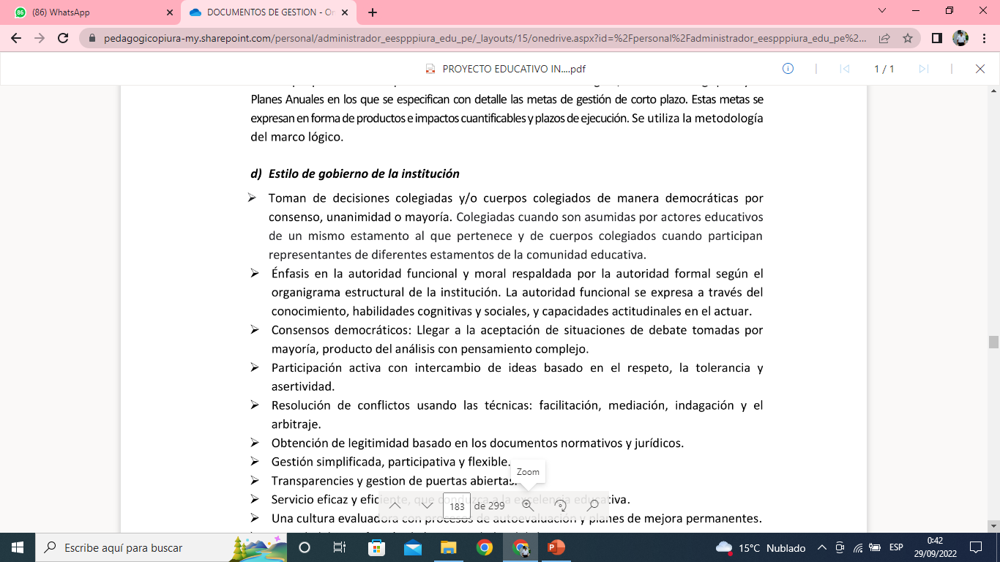 (86) WhatsApp
DOCUMENTOS DE GESTION - On
pedagogicopiura-my.sharepoint.com/personal/administrador_eespppiura_edu_pe/_layouts/15/onedrive.aspx?id=%2Fpersonal%2Fadministrador_eespppiura_edu_pe%2...
PROYECTO EDUCATIVO IN....pdf
1 / 1
Planes Anuales en los que se especifican con detalle las metas de gestión de corto plazo. Estas metas se
expresan en forma de productos e impactos cuantificables y plazos de ejecución. Se utiliza la metodología
del marco lógico.
d) Estilo de gobierno de la institución
➢ Toman de decisiones colegiadas y/o cuerpos colegiados de manera democráticas por
consenso, unanimidad o mayoría. Colegiadas cuando son asumidas por actores educativos
de un mismo estamento al que pertenece y de cuerpos colegiados cuando participan
representantes de diferentes estamentos de la comunidad educativa.
➢ Énfasis en la autoridad funcional y moral respaldada por la autoridad formal según el
organigrama estructural de la institución. La autoridad funcional se expresa a través del
conocimiento, habilidades cognitivas y sociales, y capacidades actitudinales en el actuar.
➢ Consensos democráticos: Llegar a la aceptación de situaciones de debate tomadas por
mayoría, producto del análisis con pensamiento complejo.
➢ Participación activa con intercambio de ideas basado en el respeto, la tolerancia y
asertividad.
➢ Resolución de conflictos usando las técnicas: facilitación, mediación, indagación y el
arbitraje.
➢ Obtención de legitimidad basado en los documentos normativos y jurídicos.
➢ Gestión simplificada, participativa y flexible.
Zoom
➢ Transparencies y gestion de puertas abiertas.
➢ Servicio eficaz y eficiente, que conduzca a la excelencia educativa.
183 de 299
➢ Una cultura evaluadora con procesos de autoevaluación y planes de mejora permanentes.
Escribe aquí para buscar
15°C Nublado
ESP
0:42
29/09/2022